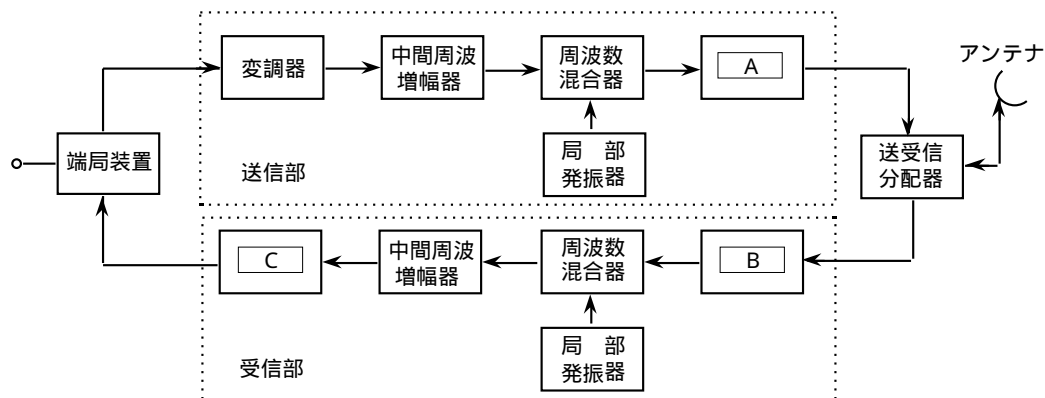 変調器
中間周波
増幅器
周波数
混合器
A
アンテナ
端局装置
送信部
局 部
発振器
送受信
分配器
C
中間周波
増幅器
周波数
混合器
B
受信部
局 部
発振器